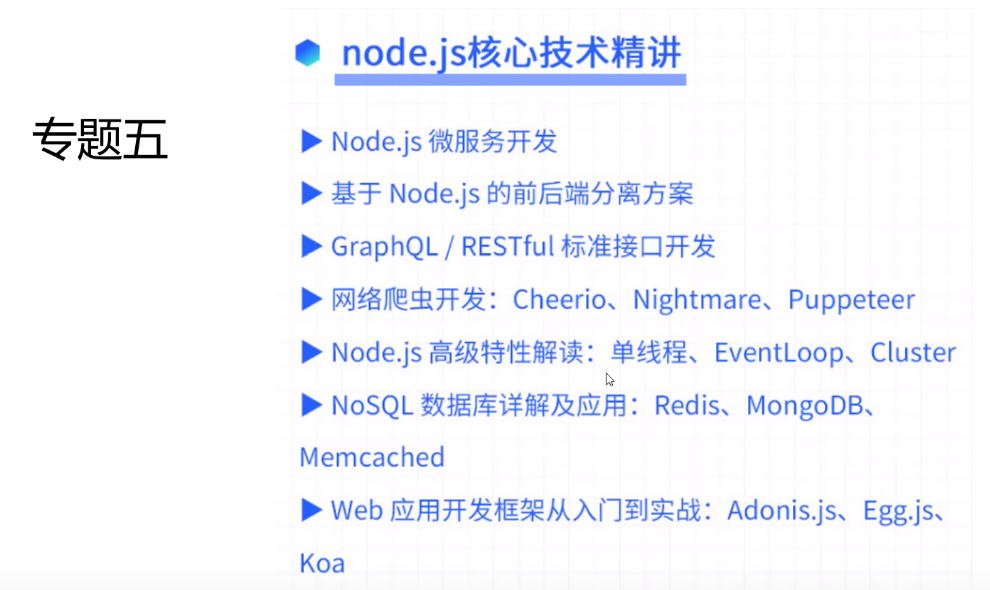 node.js核心技术精讲
专题五
▶ Node.js 微服务开发
▶ 基于 Node.js 的前后端分离方案
▶ GraphQL / RESTful 标准接口开发
▶ 网络爬虫开发：Cheerio、Nightmare、Puppeteer
▶ Node.js 高级特性解读：单线程、EventLoop、Cluster
▶ NoSQL 数据库详解及应用：Redis、MongoDB、
Memcached
▶ Web 应用开发框架从入门到实战：Adonis.js、Egg.js、
Koa